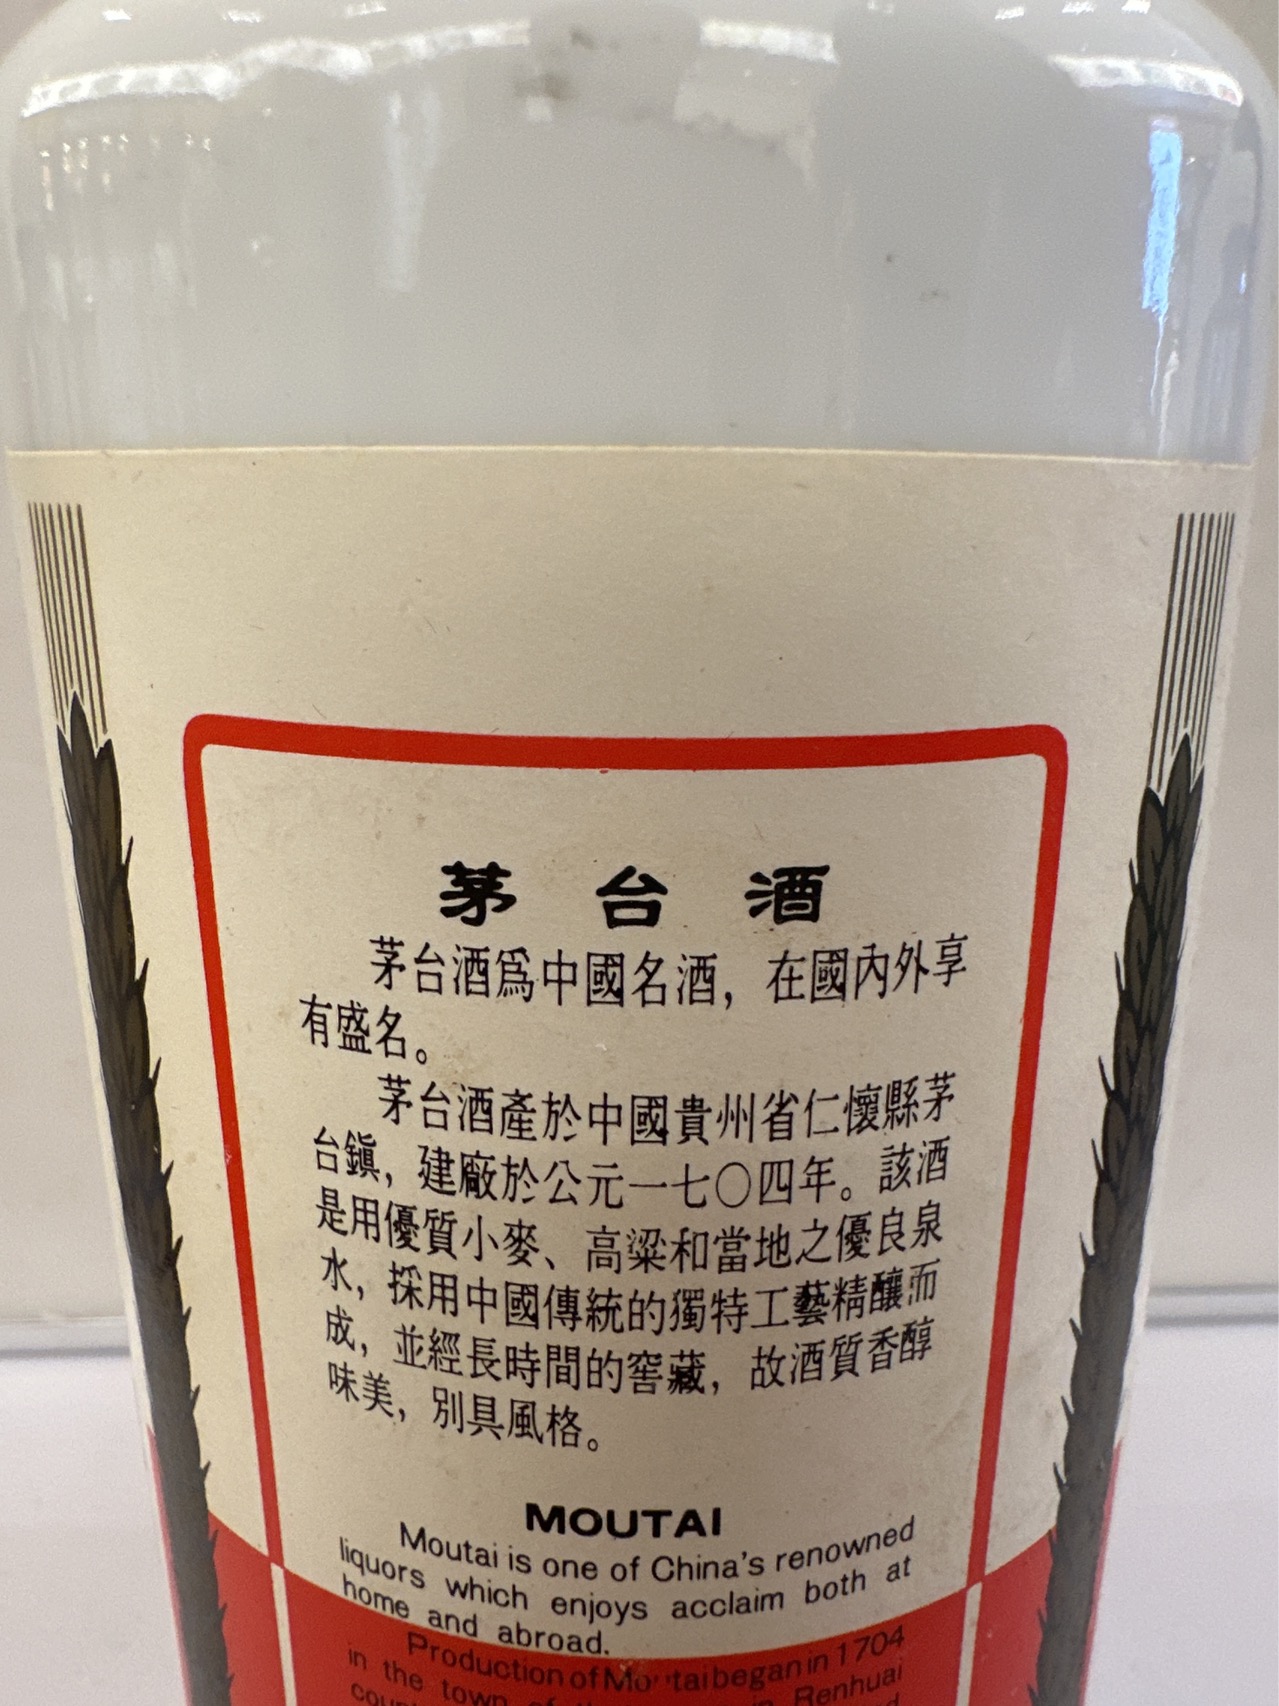 茅台酒
茅台酒爲中國名酒，在國內外享
有盛名。
茅台酒產於中國貴州省仁懷縣茅
台鎭，建廠於公元一七〇四年。該酒
是用優質小麥、高粱和當地之優良泉
水，採用中國傳統的獨特工藝精釀而
成，並經長時間的窖藏，故酒質香醇
味美，別具風格。
MOUTAI
Moutai is one of China's renowned
liquors which enjoys acclaim both at
home and abroad.
Production of Moutai began in 1704
in the town of in Renhuai